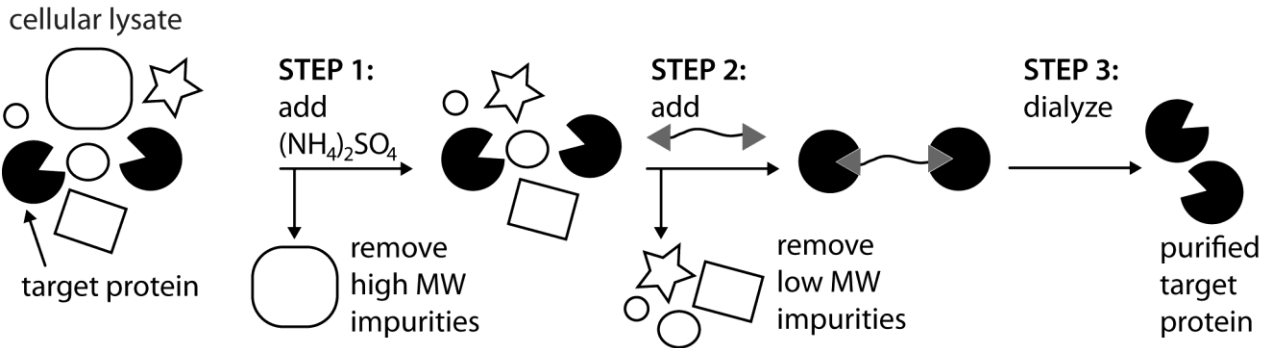 cellular lysate
target protein
STEP 1:
add
(NH₄)₂SO₄
remove
high MW
impurities
STEP 2:
add
remove
low MW
impurities
STEP 3:
dialyze
purified
target
protein